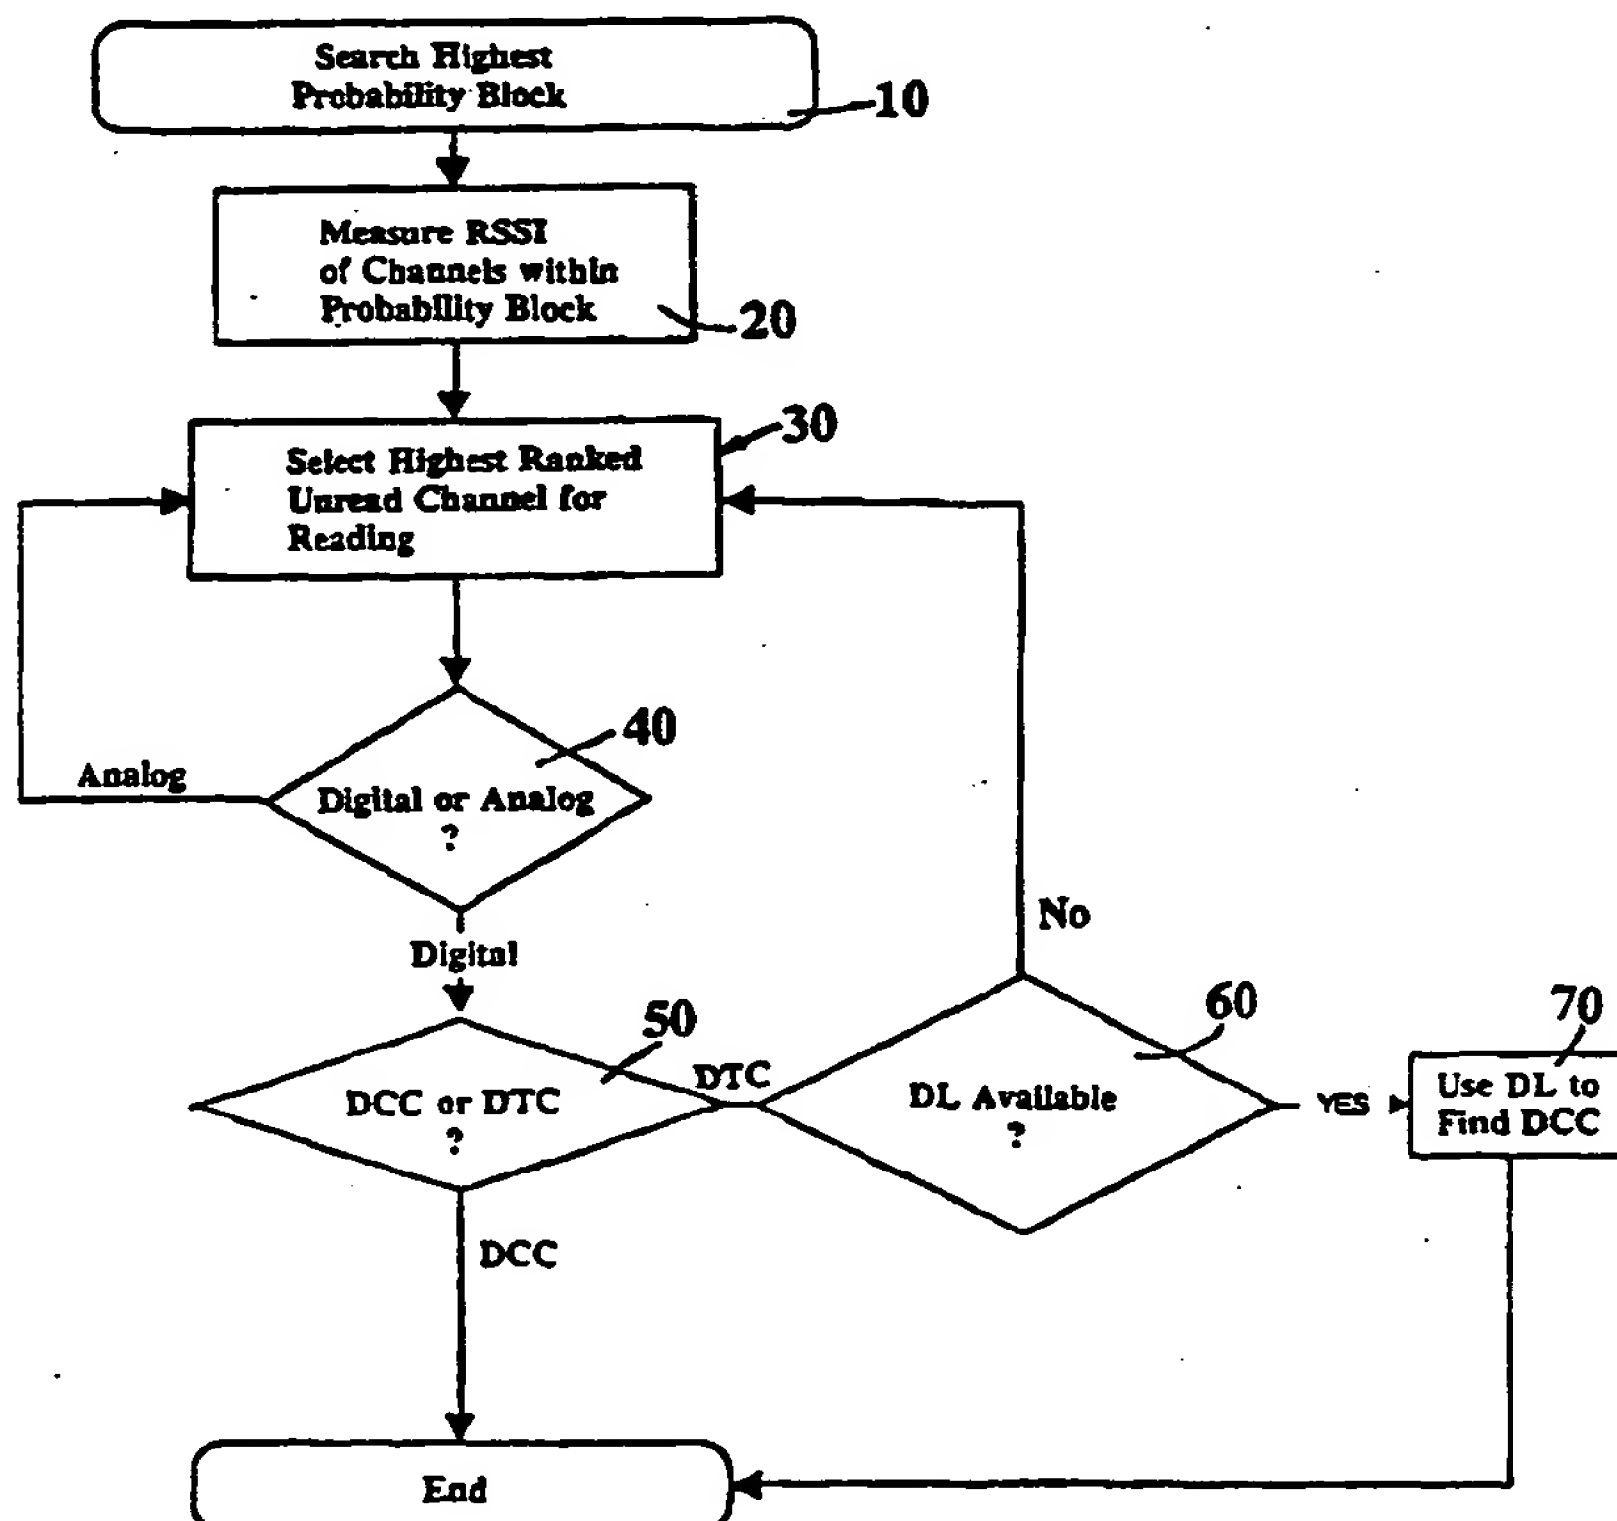 Search Highest
Probability Block
10
Measure RSSI
of Channels within
Probability Block
20
30
Select Highest Ranked
Unread Channel for
Reading
40
Analog
Digital or Analog
?
No
Digital
50
60
70
DTC
DCC or DTC
?
DL Available
?
YES
Use DL to
Find DCC
DCC
End